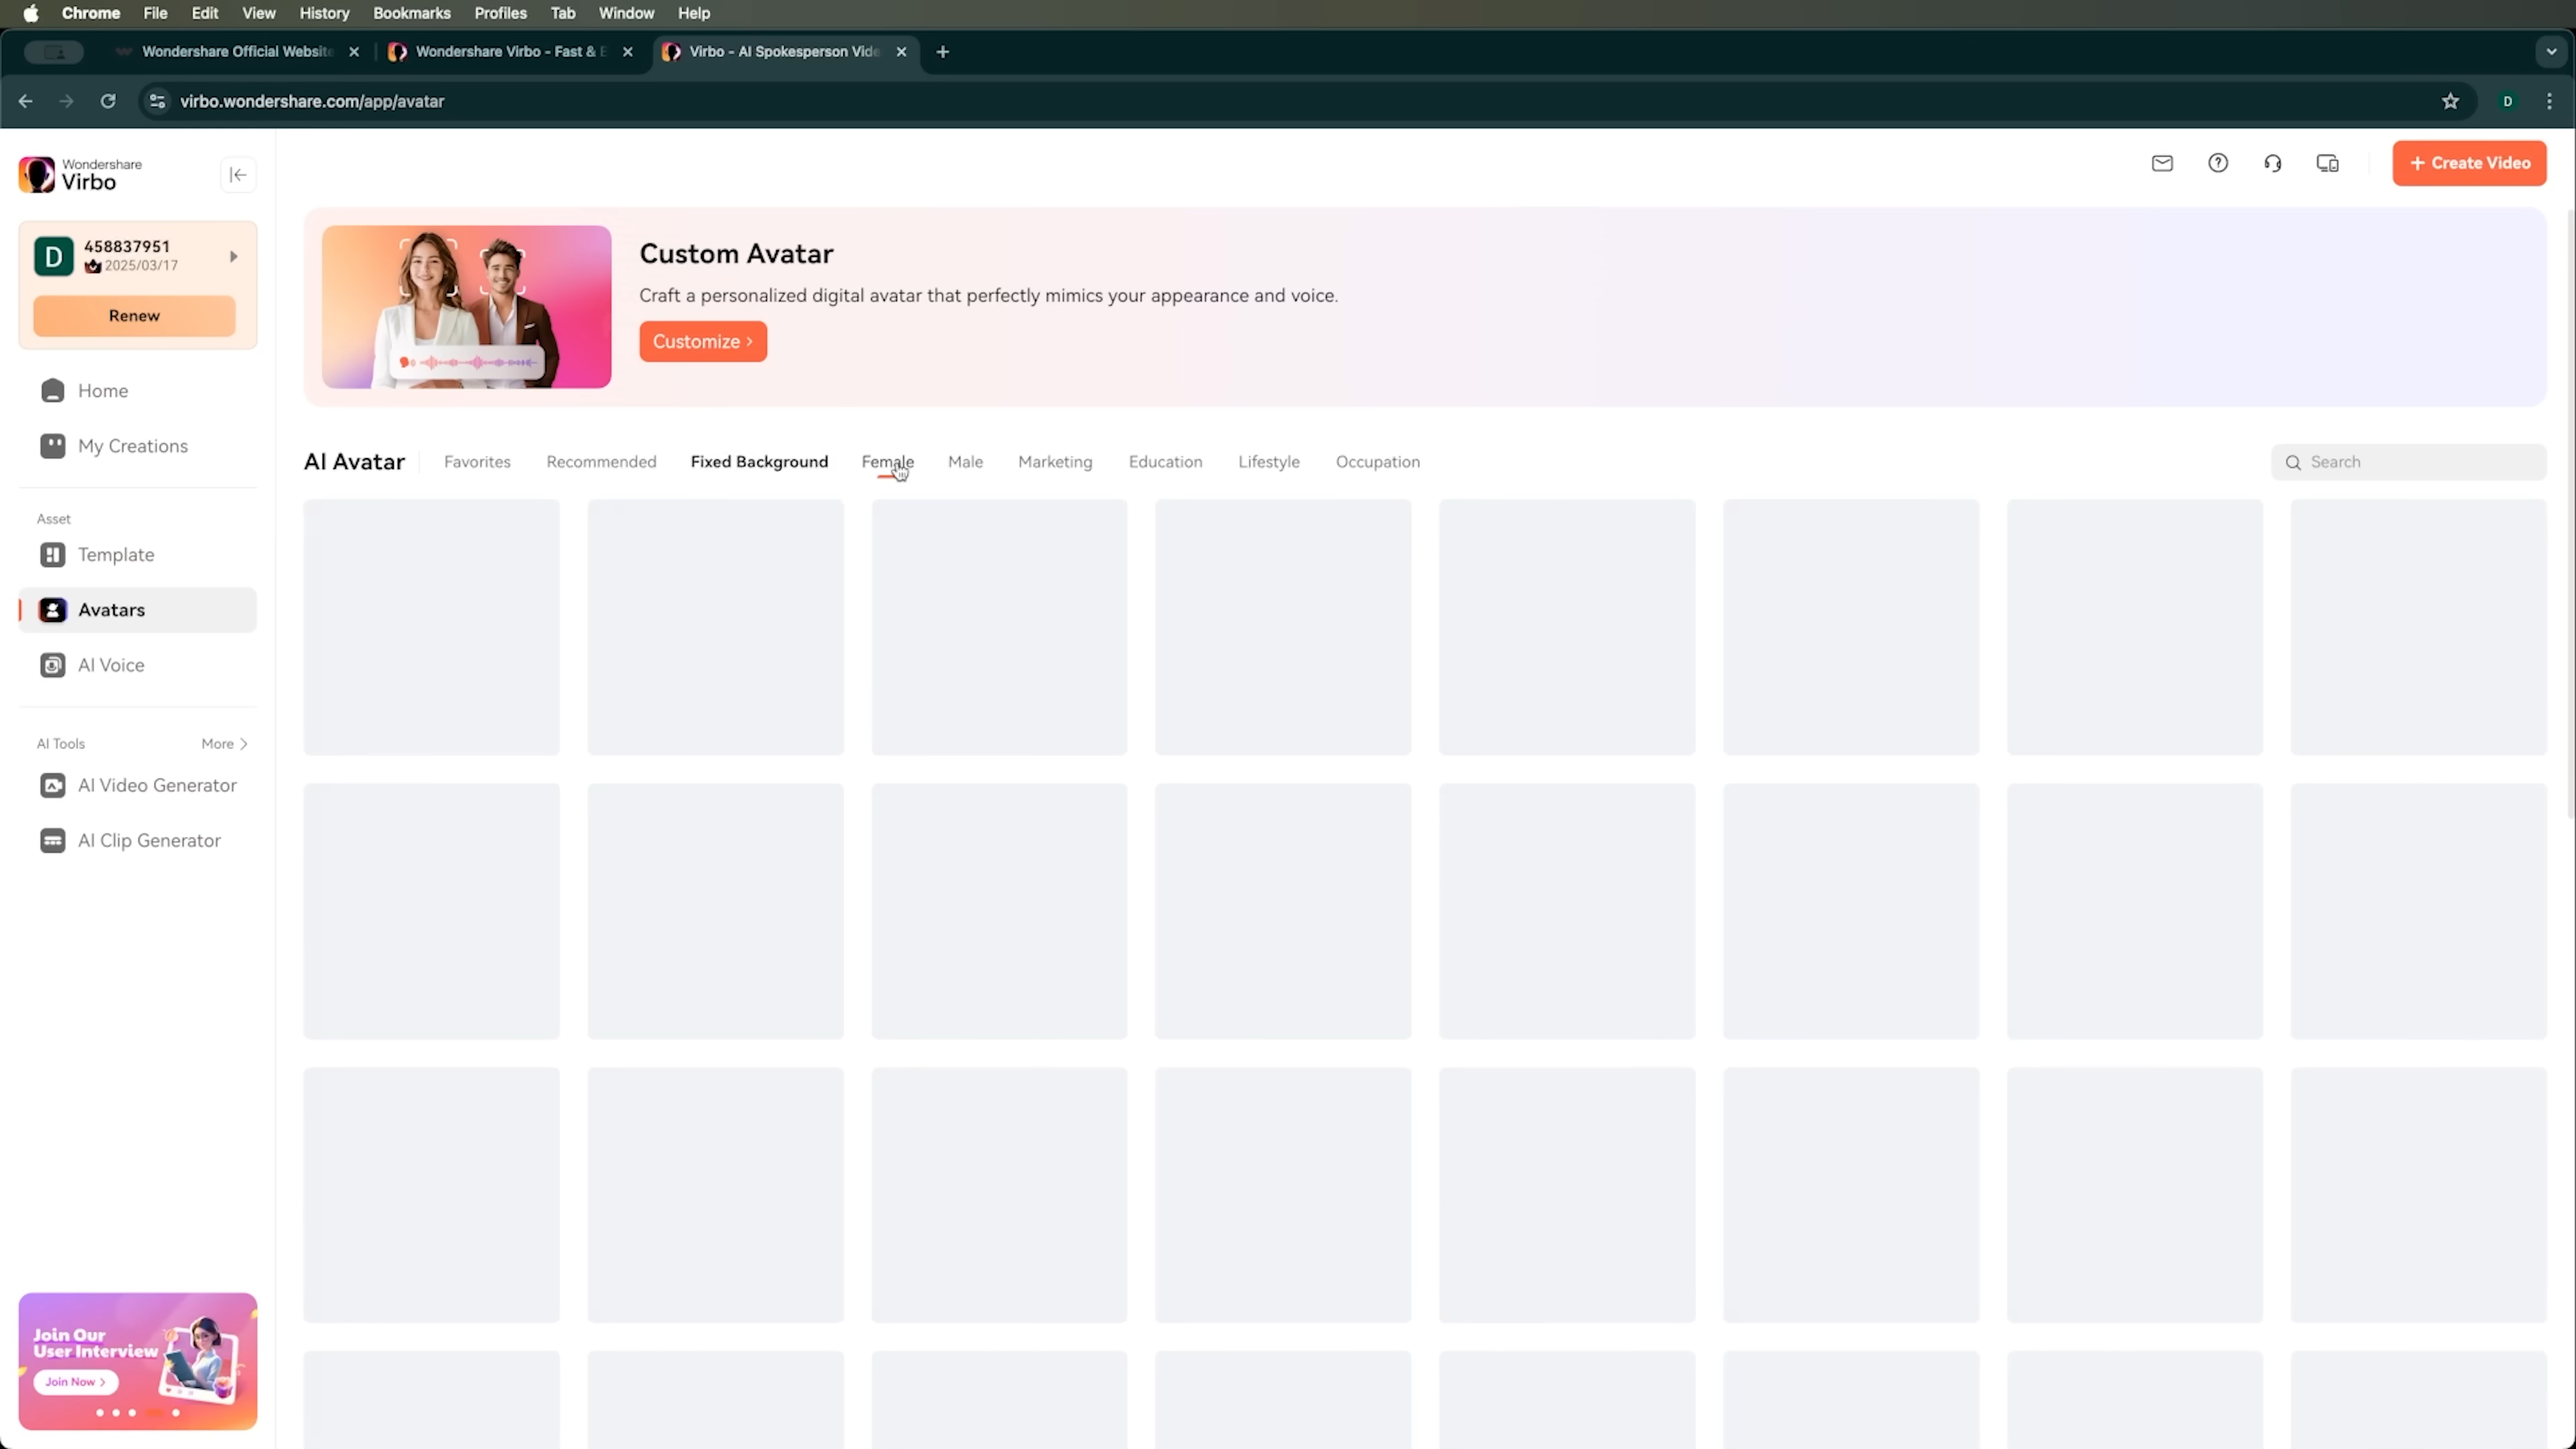 Chrome File Edit View History Bookmarks Profiles Tab Window Help
Wondershare Official Website
Wondershare Virbo - Fast & E
Virbo - AI Spokesperson Vide
virbo.wondershare.com/app/avatar
D
Wondershare
Virbo
+ Create Video
D
458837951
2025/03/17
Renew
Home
My Creations
Asset
Template
Avatars
AI Voice
AI Tools
More
AI Video Generator
AI Clip Generator
Join Our
User Interview
Join Now >
Custom Avatar
Craft a personalized digital avatar that perfectly mimics your appearance and voice.
Customize >
AI Avatar Favorites Recommended Fixed Background Female Male Marketing Education Lifestyle Occupation
Search